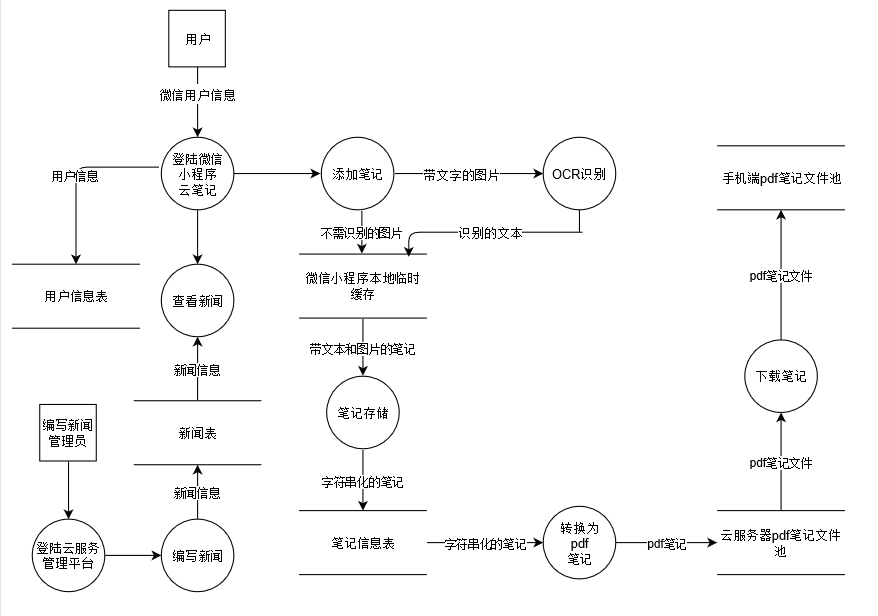 用户
微信用户信息
登陆微信
小程序
云笔记
用户信息
用户信息表
查看新闻
新闻信息
新闻表
新闻信息
编写新闻
管理员
登陆云服务
管理平台
编写新闻
添加笔记
带文字的图片
OCR识别
不需识别的图片
识别的文本
微信小程序本地临时
缓存
带文本和图片的笔记
笔记存储
字符串化的笔记
笔记信息表
字符串化的笔记
转换为
pdf
笔记
pdf笔记
云服务器pdf笔记文件
池
pdf笔记文件
下载笔记
pdf笔记文件
手机端pdf笔记文件池